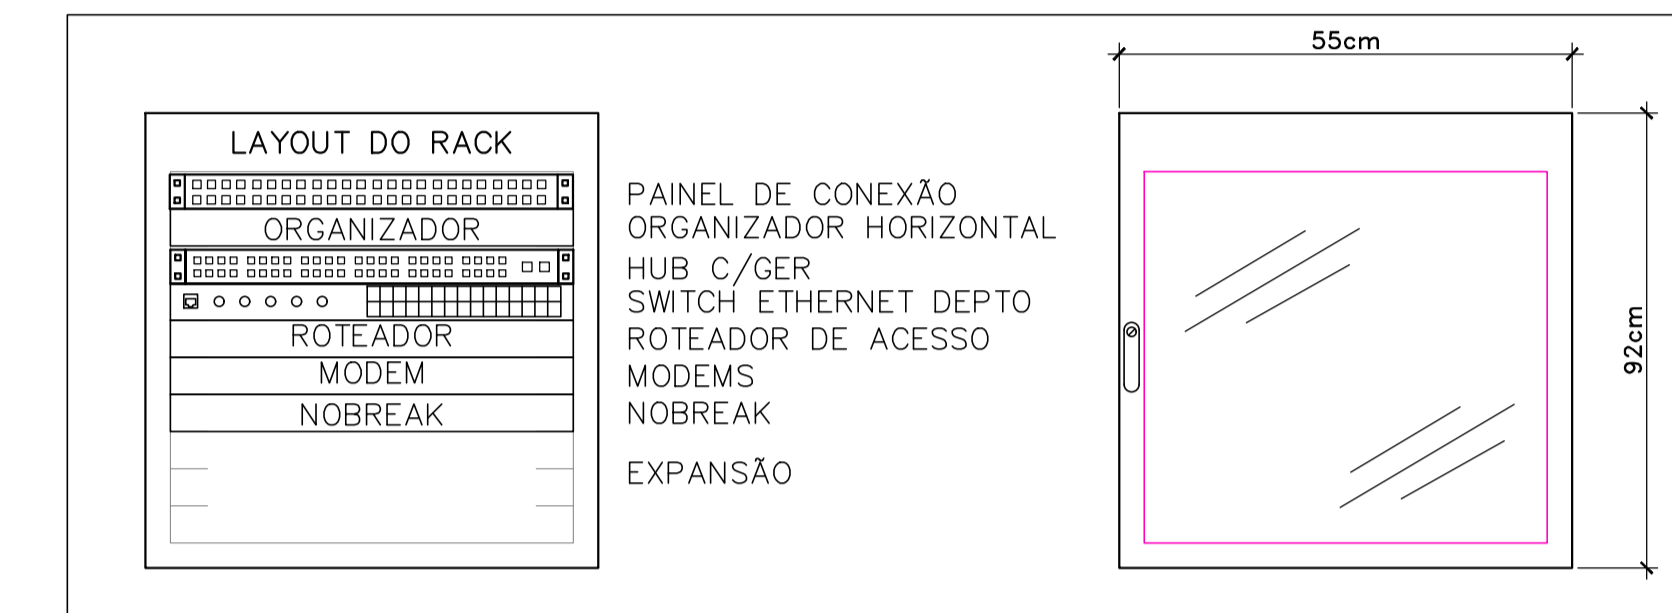 55cm
LAYOUT DO RACK
PAINEL DE CONEXÃO
ORGANIZADOR
ORGANIZADOR HORIZONTAL
HUB C/GER
SWITCH ETHERNET DEPTO
ROTEADOR
ROTEADOR DE ACESSO
MODEM
MODEMS
NOBREAK
NOBREAK
EXPANSÃO
92cm